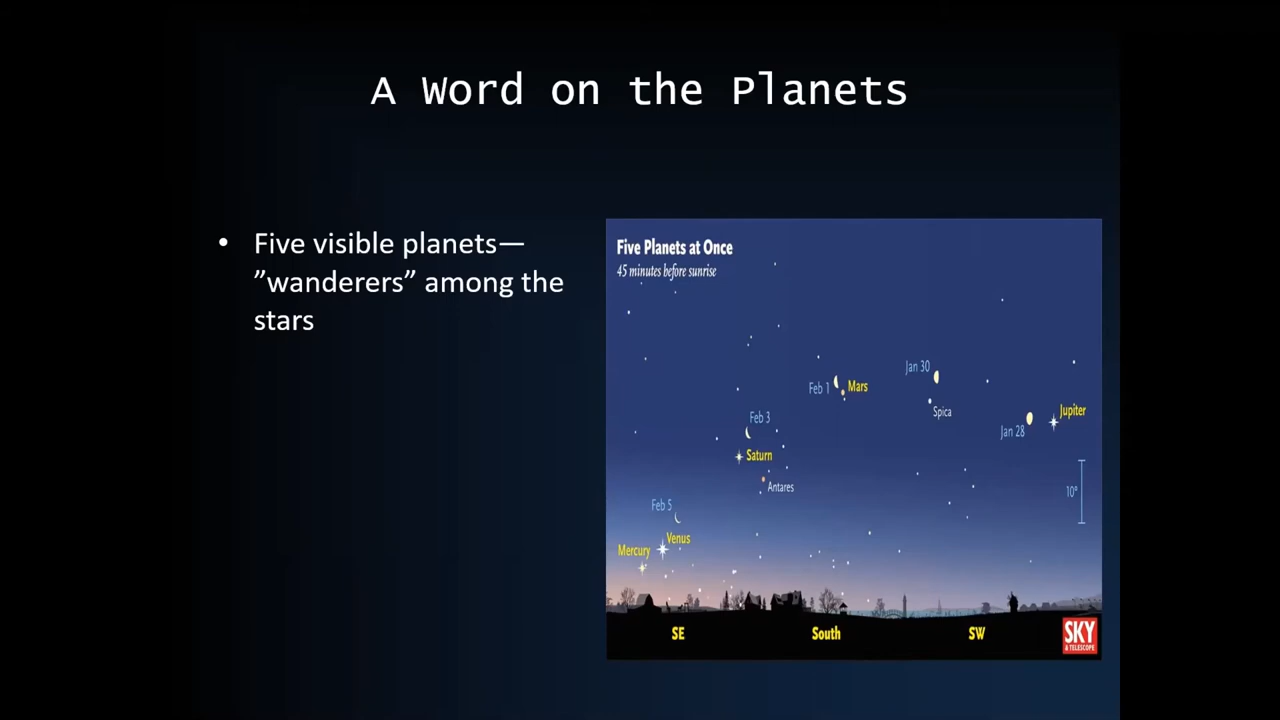 A Word on the Planets
• Five visible planets—
”wanderers” among the
stars
Five Planets at Once
45 minutes before sunrise
Jan 30
Feb 1
Mars
Spica
Jupiter
Jan 28
Feb 3
Saturn
Antares
10°
Feb 5
Venus
Mercury
SE
South
SW
SKY
& TELESCOPE